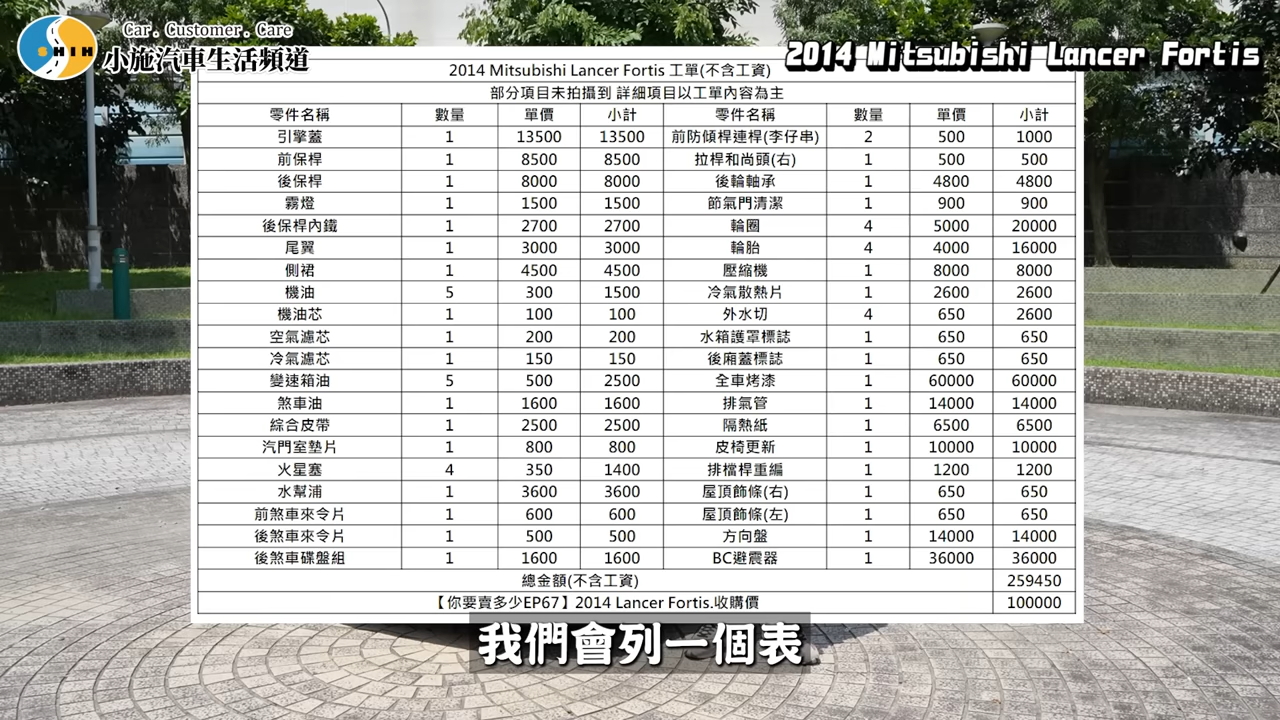 Car. Customer. Care
SHIH
小施汽車生活頻道
2014 Mitsubishi Lancer Fortis
2014 Mitsubishi Lancer Fortis 工單(不含工資)
部分項目未拍攝到 詳細項目以工單內容為主
零件名稱 數量 單價 小計 零件名稱 數量 單價 小計
引擎蓋 1 13500 13500 前防傾桿連桿(李仔串) 2 500 1000
前保桿 1 8500 8500 拉桿和尚頭(右) 1 500 500
後保桿 1 8000 8000 後輪軸承 1 4800 4800
霧燈 1 1500 1500 節氣門清潔 1 900 900
後保桿內鐵 1 2700 2700 輪圈 4 5000 20000
尾翼 1 3000 3000 輪胎 4 4000 16000
側裙 1 4500 4500 壓縮機 1 8000 8000
機油 5 300 1500 冷氣散熱片 1 2600 2600
機油芯 1 100 100 外水切 4 650 2600
空氣濾芯 1 200 200 水箱護罩標誌 1 650 650
冷氣濾芯 1 150 150 後廂蓋標誌 1 650 650
變速箱油 5 500 2500 全車烤漆 1 60000 60000
煞車油 1 1600 1600 排氣管 1 14000 14000
綜合皮帶 1 2500 2500 隔熱紙 1 6500 6500
汽門室墊片 1 800 800 皮椅更新 1 10000 10000
火星塞 4 350 1400 排檔桿重編 1 1200 1200
水幫浦 1 3600 3600 屋頂飾條(右) 1 650 650
前煞車來令片 1 600 600 屋頂飾條(左) 1 650 650
後煞車來令片 1 500 500 方向盤 1 14000 14000
後煞車碟盤組 1 1600 1600 BC避震器 1 36000 36000
總金額(不含工資) 259450
【你要賣多少EP67】2014 Lancer Fortis.收購價 100000
我們會列一個表